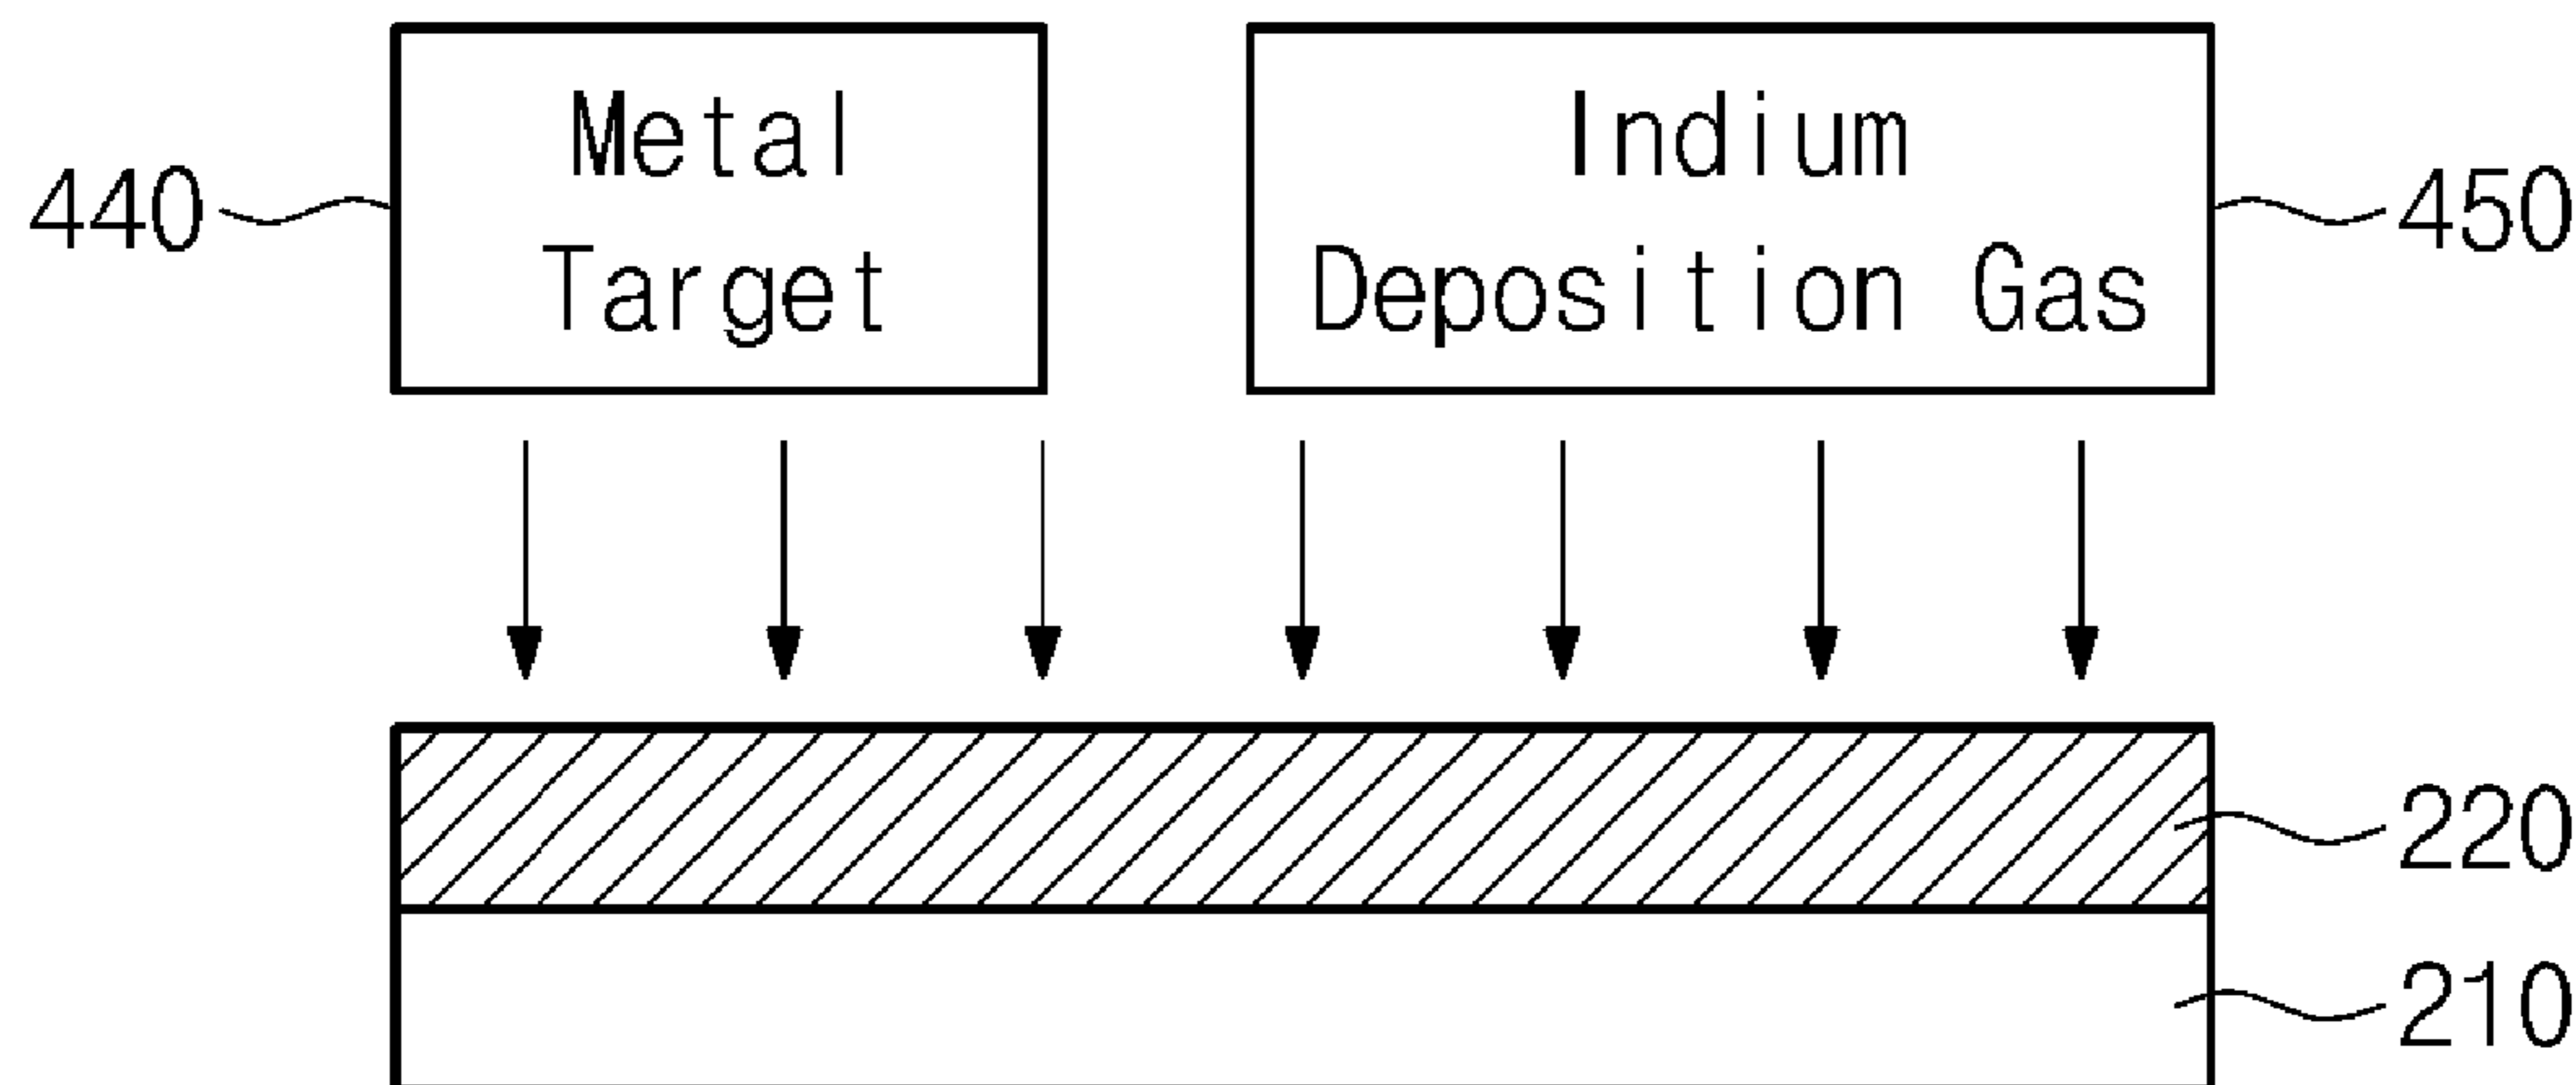 Metal
Target
Indium
Deposition Gas
440
450
220
210